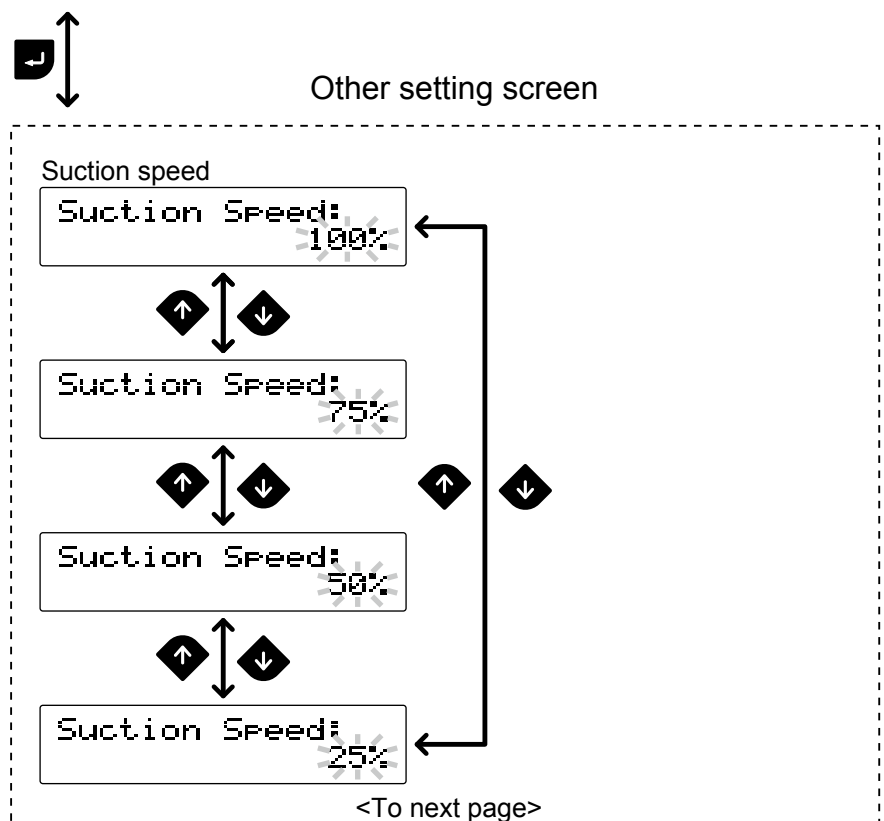 Other setting screen
Suction speed
Suction Speed:
100%
Suction Speed:
75%
Suction Speed:
50%
Suction Speed:
25%
<To next page>